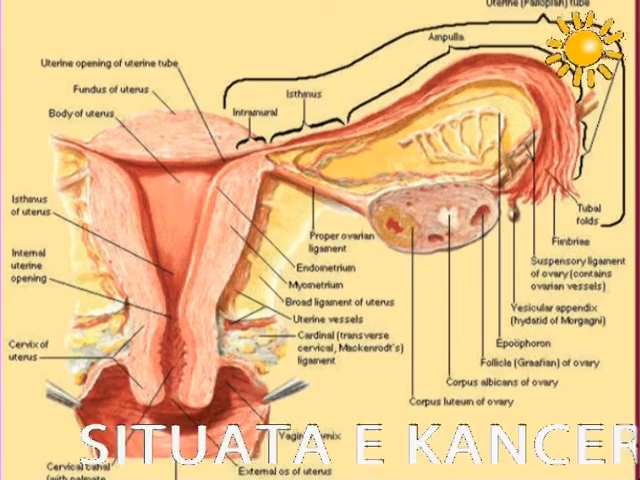 Uterine (Fallopian) tube
Ampulla
Uterine opening of uterine tube
Fundus of uterus
Isthmus
Body of uterus
Intramural
Isthmus
of uterus
Tubal
folds
Proper ovarian
ligament
Fimbriae
Internal
uterine
opening
Endometrium
Suspensory ligament
of ovary (contains
ovarian vessels)
Myometrium
Broad ligament of uterus
Vesicular appendix
(hydatid of Morgagni)
Uterine vessels
Cardinal (transverse
cervical, Mackenrodt's)
ligament
Epoöphoron
Cervix of
uterus
Follicle (Graafian) of ovary
Corpus albicans of ovary
Corpus luteum of ovary
SITUATA E KANCER
Cervical canal
(with palmate
External os of uterus